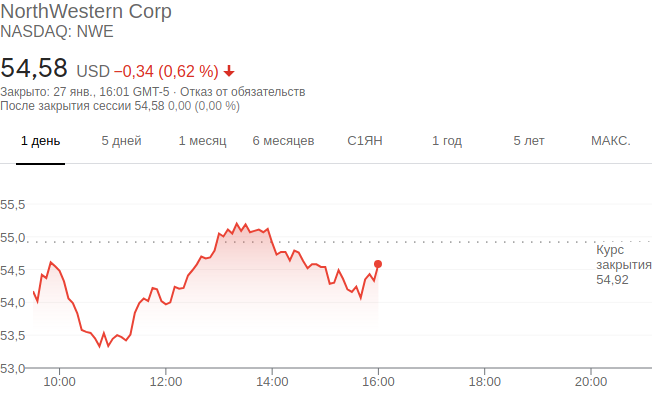 NorthWestern Corp
NASDAQ: NWE
54,58 USD −0,34 (0,62 %)
Закрыто: 27 янв., 16:01 GMT-5 · Отказ от обязательств
После закрытия сессии 54,58 0,00 (0,00 %)
1 день 5 дней 1 месяц 6 месяцев С1ЯН 1 год 5 лет МАКС.
55,5
55,0
Курс
закрытия
54,92
54,5
54,0
53,5
53,0
10:00 12:00 14:00 16:00 18:00 20:00